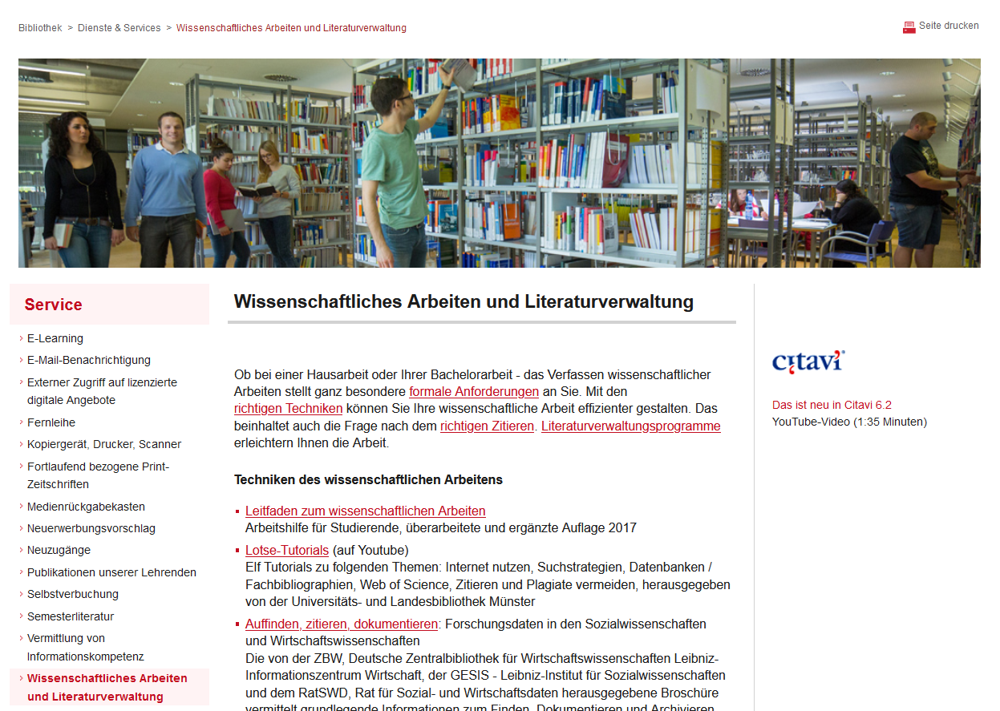 Bibliothek > Dienste & Services > Wissenschaftliches Arbeiten und Literaturverwaltung
Seite drucken
Service
E-Learning
E-Mail-Benachrichtigung
Externer Zugriff auf lizenzierte
digitale Angebote
Fernleihe
Kopiergerät, Drucker, Scanner
Fortlaufend bezogene Print-
Zeitschriften
Medienrückgabekasten
Neuerwerbungsvorschlag
Neuzugänge
Publikationen unserer Lehrenden
Selbstverbuchung
Semesterliteratur
Vermittlung von
Informationskompetenz
Wissenschaftliches Arbeiten
und Literaturverwaltung
Wissenschaftliches Arbeiten und Literaturverwaltung
Ob bei einer Hausarbeit oder Ihrer Bachelorarbeit - das Verfassen wissenschaftlicher
Arbeiten stellt ganz besondere formale Anforderungen an Sie. Mit den
richtigen Techniken können Sie Ihre wissenschaftliche Arbeit effizienter gestalten. Das
beinhaltet auch die Frage nach dem richtigen Zitieren. Literaturverwaltungsprogramme
erleichtern Ihnen die Arbeit.
Techniken des wissenschaftlichen Arbeitens
Leitfaden zum wissenschaftlichen Arbeiten
Arbeitshilfe für Studierende, überarbeitete und ergänzte Auflage 2017
Lotse-Tutorials (auf Youtube)
Elf Tutorials zu folgenden Themen: Internet nutzen, Suchstrategien, Datenbanken /
Fachbibliographien, Web of Science, Zitieren und Plagiate vermeiden, herausgegeben
von der Universitäts- und Landesbibliothek Münster
Auffinden, zitieren, dokumentieren: Forschungsdaten in den Sozialwissenschaften
und Wirtschaftswissenschaften
Die von der ZBW, Deutsche Zentralbibliothek für Wirtschaftswissenschaften Leibniz-
Informationszentrum Wirtschaft, der GESIS - Leibniz-Institut für Sozialwissenschaften
und dem RatSWD, Rat für Sozial- und Wirtschaftsdaten herausgegebene Broschüre
vermittelt grundlegende Informationen zum Finden, Dokumentieren und Archivieren
citavi
Das ist neu in Citavi 6.2
YouTube-Video (1:35 Minuten)